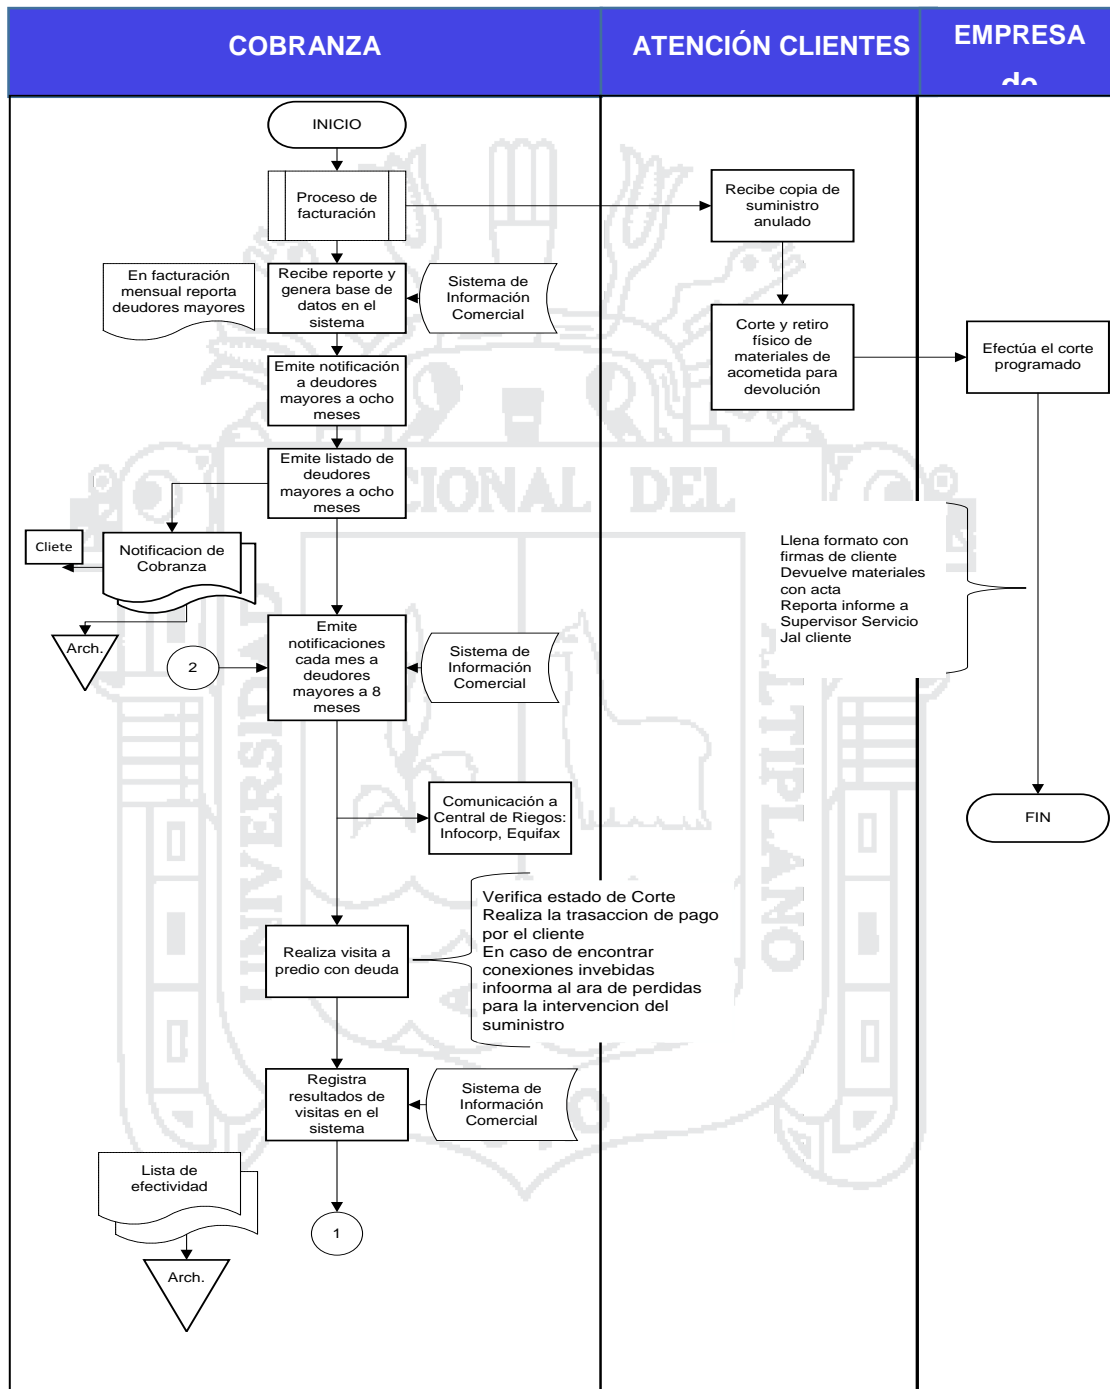 COBRANZA
ATENCIÓN CLIENTES
EMPRESA
de
INICIO
Proceso de
facturación
Recibe copia de
suministro
anulado
En facturación
mensual reporta
deudores mayores
Recibe reporte y
genera base de
datos en el
sistema
Sistema de
Información
Comercial
Corte y retiro
físico de
materiales de
acometida para
devolución
Efectúa el corte
programado
Emite notificación
a deudores
mayores a ocho
meses
Emite listado de
deudores
mayores a ocho
meses
CIONAL DEL
Cliete
Notificacion de
Cobranza
Llena formato con
firmas de cliente
Devuelve materiales
con acta
Reporta informe a
Supervisor Servicio
Jal cliente
Arch.
2
Emite
notificaciones
cada mes a
deudores
mayores a 8
meses
Sistema de
Información
Comercial
UNIVERSIDAD
LTIPLANO
Comunicación a
Central de Riegos:
Infocorp, Equifax
FIN
Realiza visita a
predio con deuda
Verifica estado de Corte
Realiza la trasaccion de pago
por el cliente
En caso de encontrar
conexiones invebidas
infoorma al ara de perdidas
para la intervencion del
suministro
Registra
resultados de
visitas en el
sistema
Sistema de
Información
Comercial
Lista de
efectividad
1
Arch.